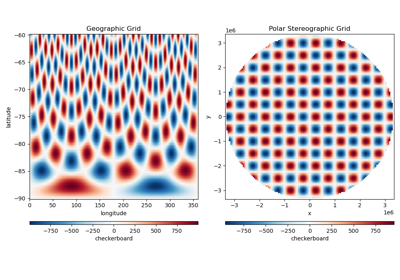 Geographic Grid
−60
−65
−70
−75
−80
−85
−90
latitude
0 50 100 150 200 250 300 350
longitude
−750 −500 −250 0 250 500 750
checkerboard
Polar Stereographic Grid
1e6
3
2
1
0
−1
−2
−3
y
−3 −2 −1 0 1 2 3
1e6
x
−750 −500 −250 0 250 500 750
checkerboard